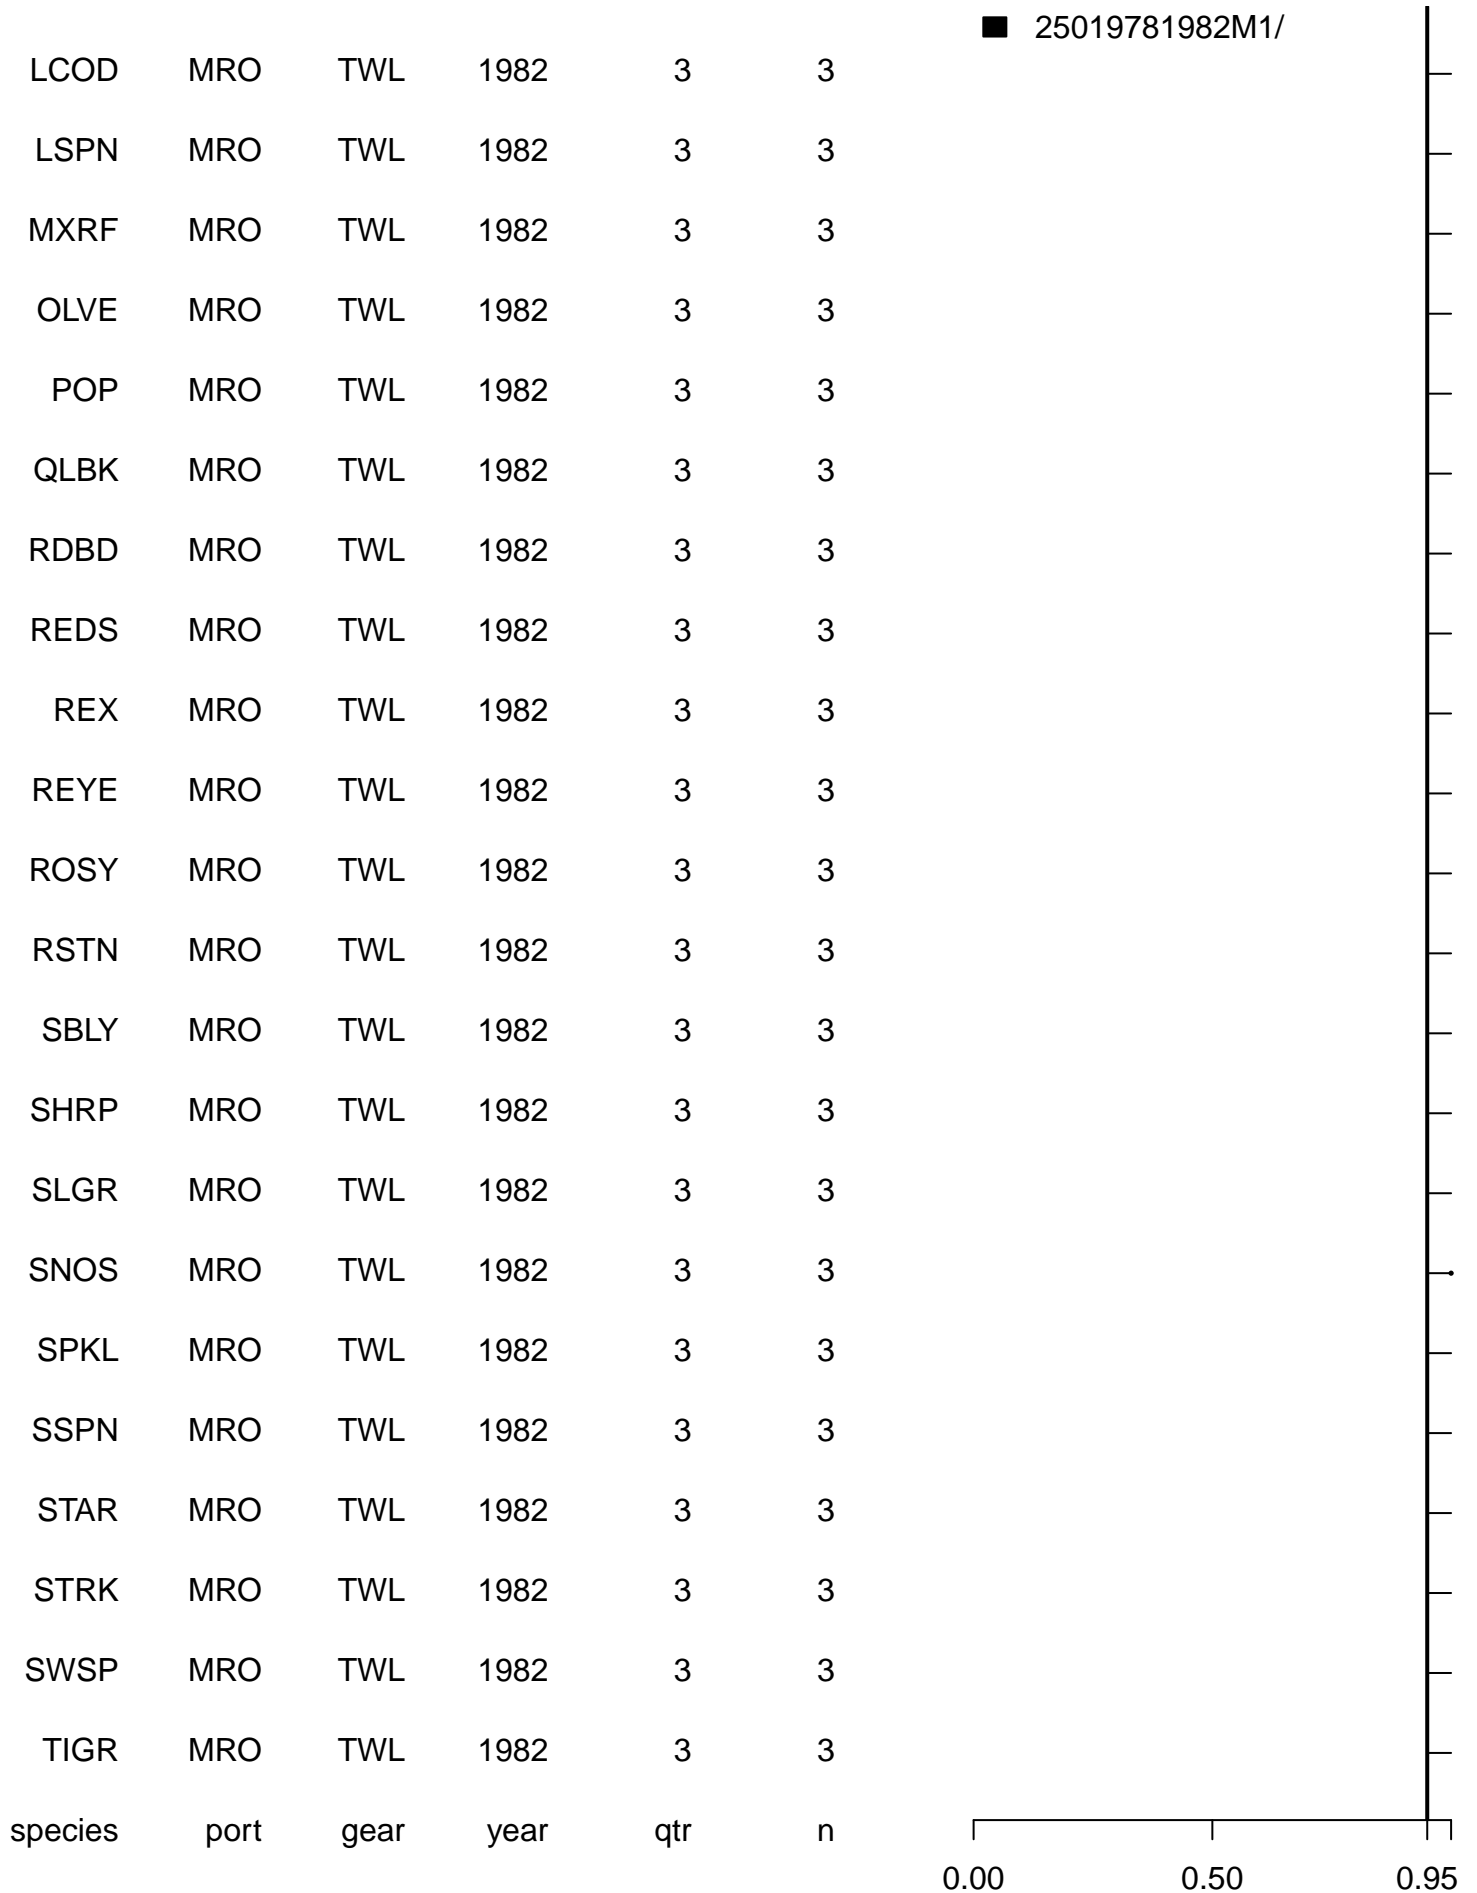 25019781982M1/
LCOD MRO TWL 1982 3 3
LSPN MRO TWL 1982 3 3
MXRF MRO TWL 1982 3 3
OLVE MRO TWL 1982 3 3
POP MRO TWL 1982 3 3
QLBK MRO TWL 1982 3 3
RDBD MRO TWL 1982 3 3
REDS MRO TWL 1982 3 3
REX MRO TWL 1982 3 3
REYE MRO TWL 1982 3 3
ROSY MRO TWL 1982 3 3
RSTN MRO TWL 1982 3 3
SBLY MRO TWL 1982 3 3
SHRP MRO TWL 1982 3 3
SLGR MRO TWL 1982 3 3
SNOS MRO TWL 1982 3 3
SPKL MRO TWL 1982 3 3
SSPN MRO TWL 1982 3 3
STAR MRO TWL 1982 3 3
STRK MRO TWL 1982 3 3
SWSP MRO TWL 1982 3 3
TIGR MRO TWL 1982 3 3
species port gear year qtr n
0.00 0.50 0.95